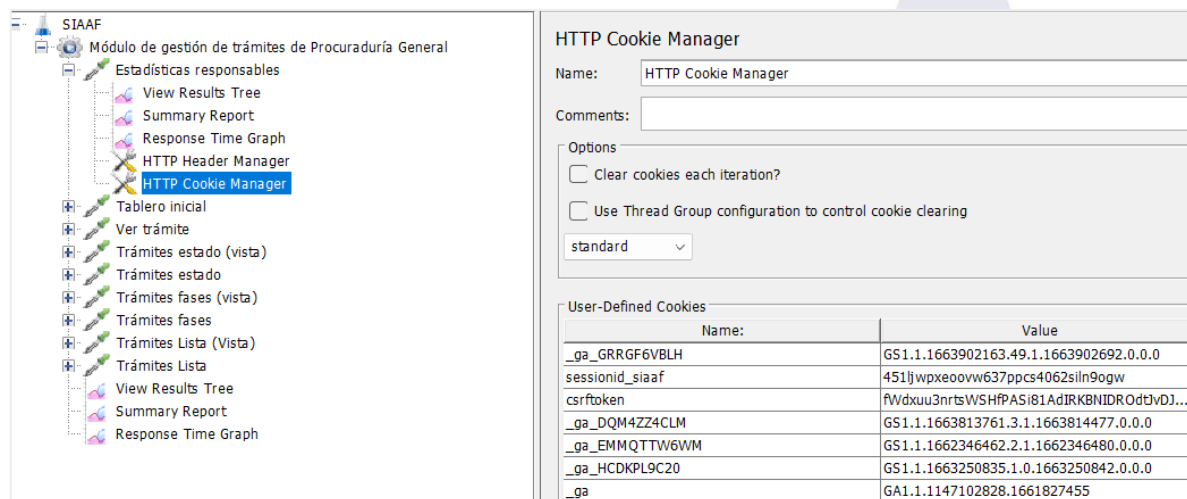 SIAAF
Módulo de gestión de trámites de Procuraduría General
Estadísticas responsables
View Results Tree
Summary Report
Response Time Graph
HTTP Header Manager
HTTP Cookie Manager
Tablero inicial
Ver trámite
Trámites estado (vista)
Trámites estado
Trámites fases (vista)
Trámites fases
Trámites Lista (Vista)
Trámites Lista
View Results Tree
Summary Report
Response Time Graph
HTTP Cookie Manager
Name: HTTP Cookie Manager
Comments:
Options
Clear cookies each iteration?
Use Thread Group configuration to control cookie clearing
standard
User-Defined Cookies
Name: Value
_ga_GRRGF6VBLH GS1.1.1663902163.49.1.1663902692.0.0.0
sessionid_siaaf 451ljwpxeoovw637ppcs4062siln9ogw
csrftoken fWdxuu3nrtsWSHfPASi81AdIRKBNIDROdtJvDJ...
_ga_DQM4ZZ4CLM GS1.1.1663813761.3.1.1663814477.0.0.0
_ga_EMMQTTW6WM GS1.1.1662346462.2.1.1662346480.0.0.0
_ga_HCDKPL9C20 GS1.1.1663250835.1.0.1663250842.0.0.0
_ga GA1.1.1147102828.1661827455